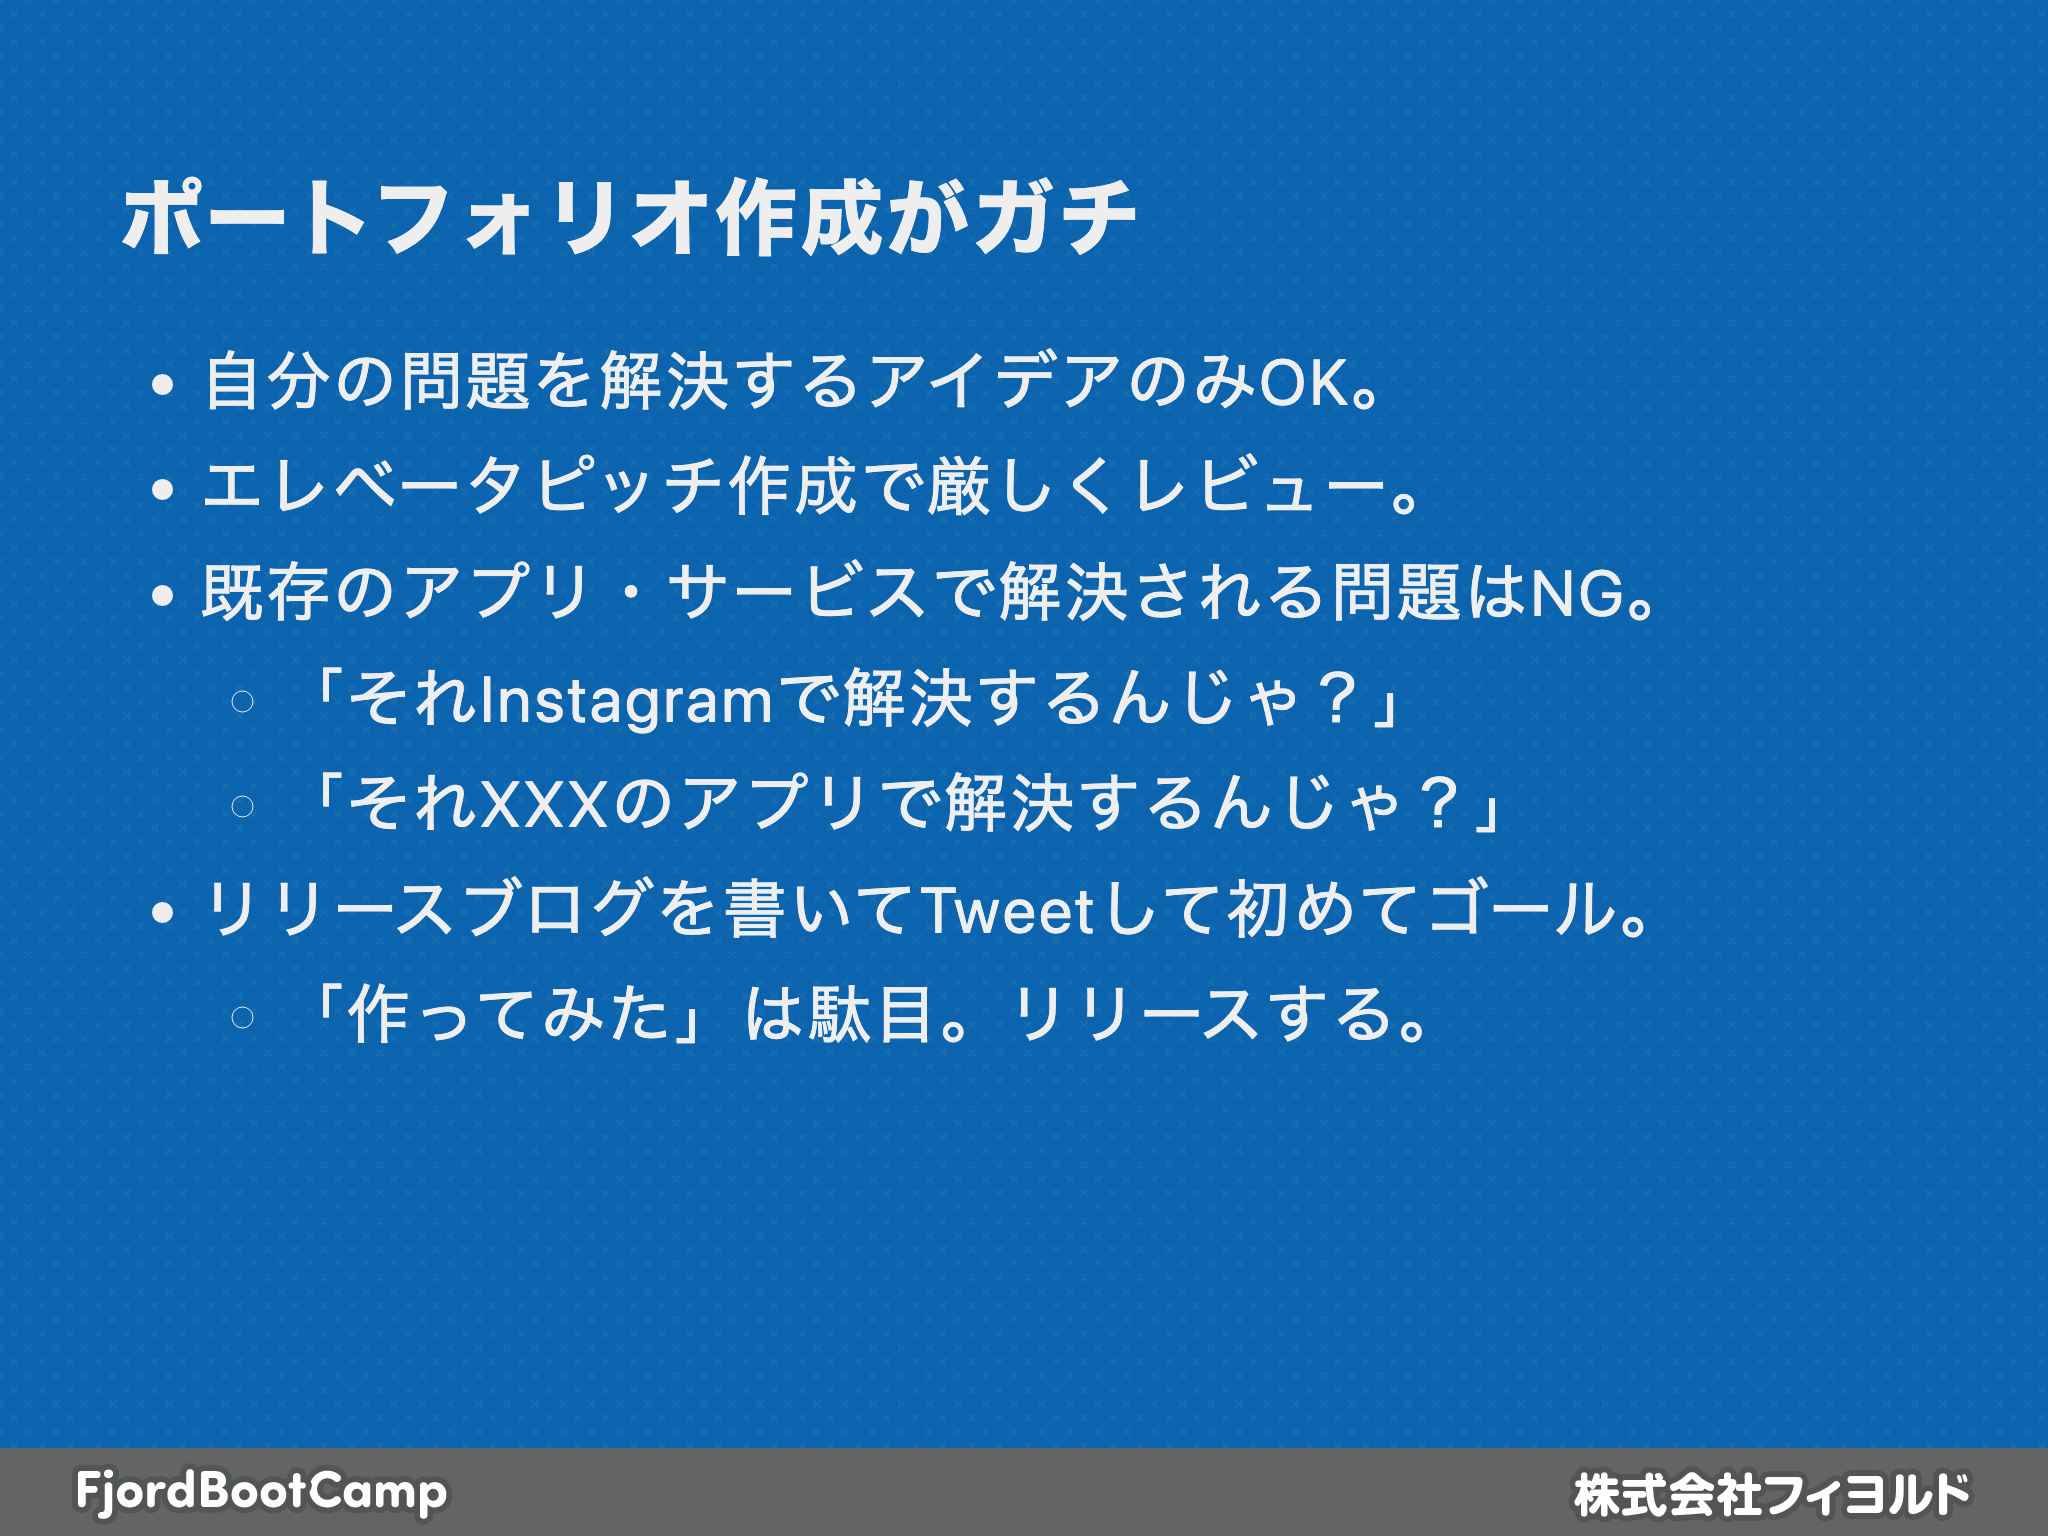 ポートフォリオ作成がガチ
• 自分の問題を解決するアイデアのみOK。
• エレベータピッチ作成で厳しくレビュー。
• 既存のアプリ・サービスで解決される問題はNG。
○ 「それInstagramで解決するんじゃ？」
○ 「それXXXのアプリで解決するんじゃ？」
• リリースブログを書いてTweetして初めてゴール。
○ 「作ってみた」は駄目。リリースする。
FjordBootCamp
株式会社フィヨルド